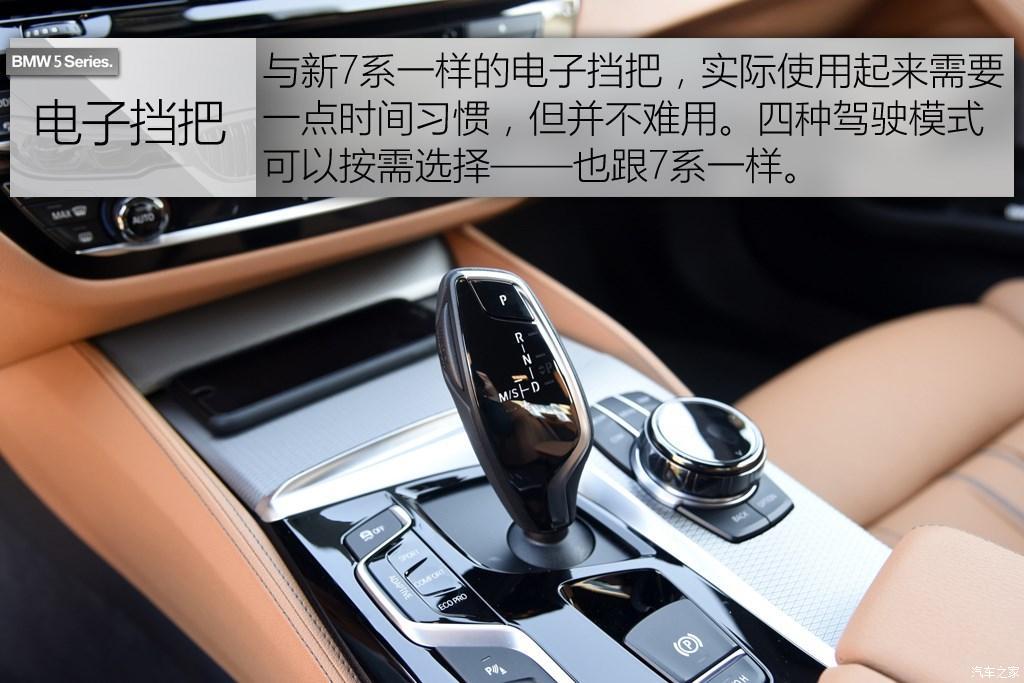 BMW 5 Series.
电子挡把
与新7系一样的电子挡把，实际使用起来需要
一点时间习惯，但并不难用。四种驾驶模式
可以按需选择——也跟7系一样。
MAX
AUTO
P
R
N
M/S D
OFF
SPORT
COMFORT
ADAPTIVE
ECO PRO
BACK
OPTION
P
(P)
汽车之家